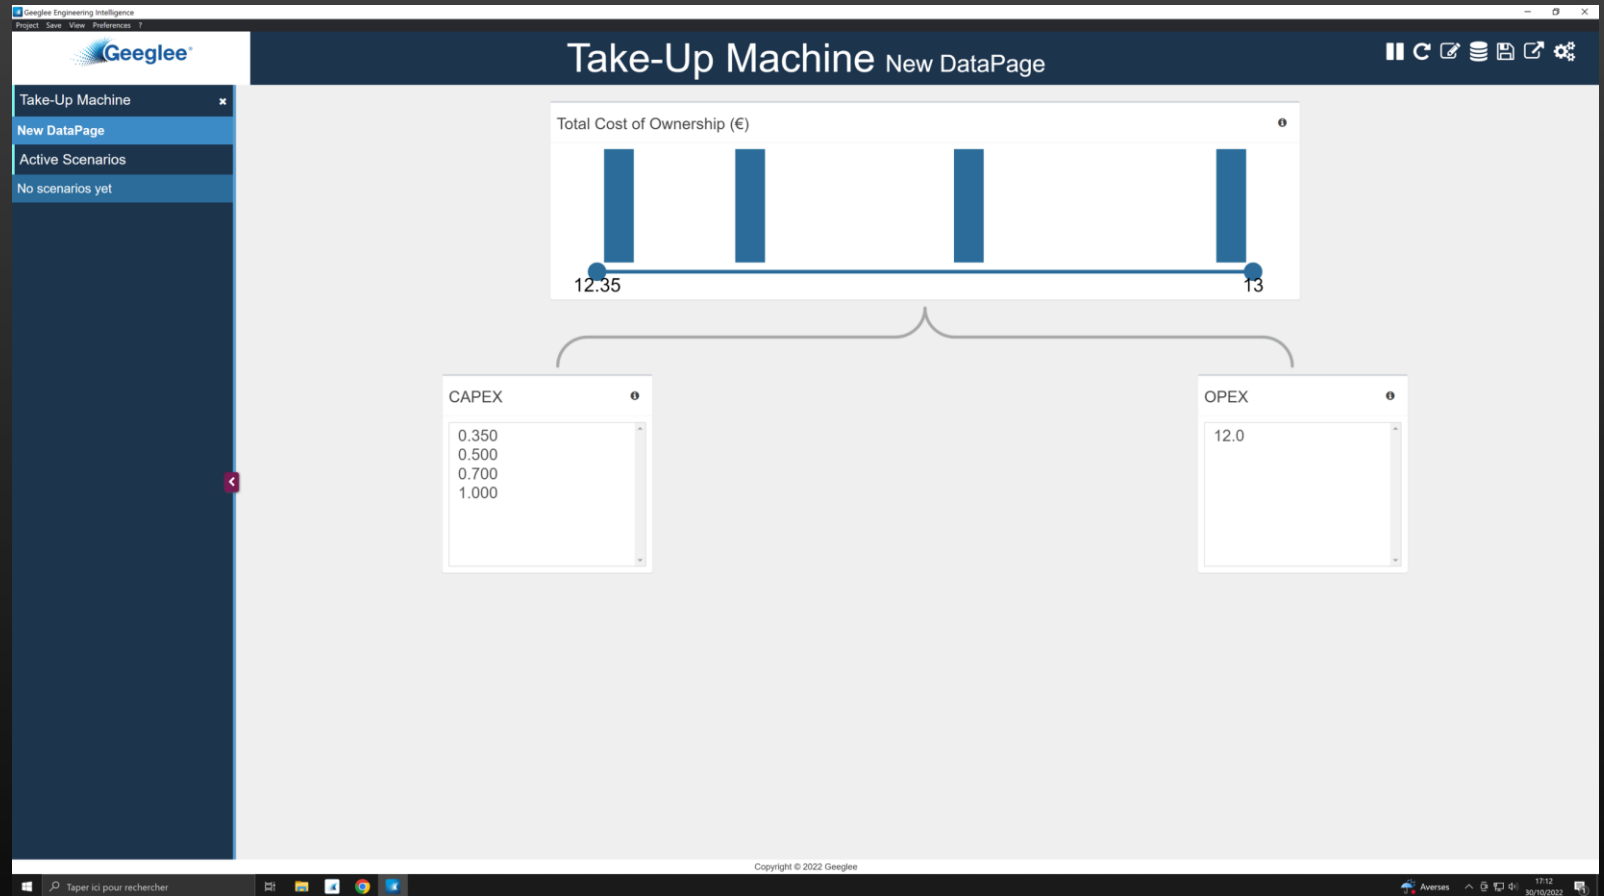 Geeglee Engineering Intelligence
Project Save View Preferences ?
Geeglee®
Take-Up Machine New DataPage
Take-Up Machine
New DataPage
Active Scenarios
No scenarios yet
Total Cost of Ownership (€)
12.35 13
CAPEX
0.350
0.500
0.700
1.000
OPEX
12.0
Copyright © 2022 Geeglee
Taper ici pour rechercher
Averses
17:12
30/10/2022